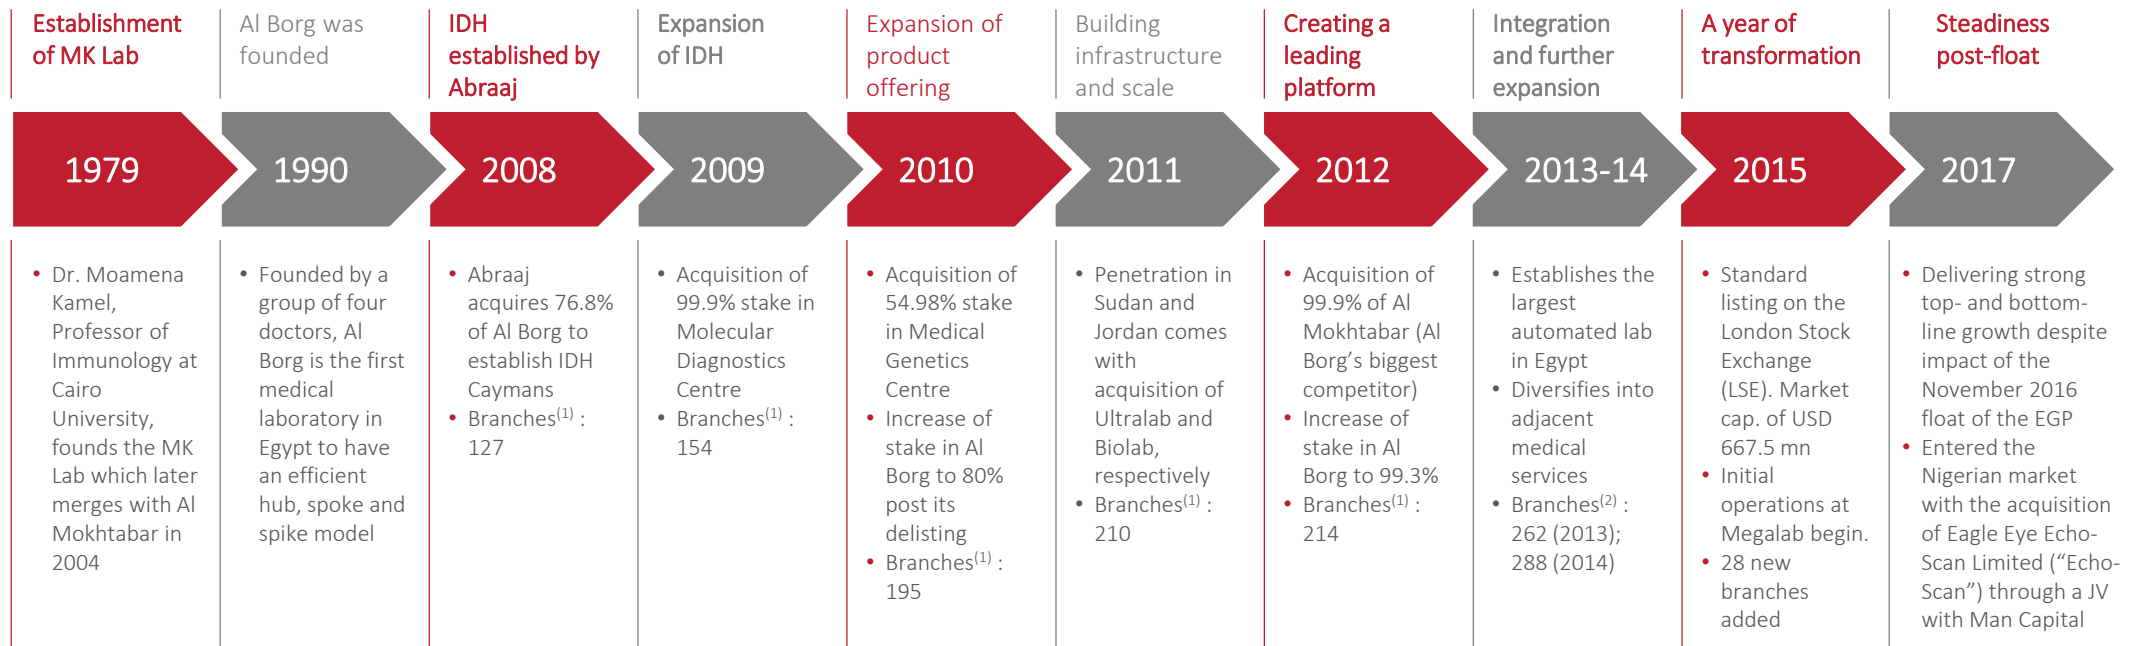 Establishment
of MK Lab
Al Borg was
founded
IDH
established by
Abraaj
Expansion
of IDH
Expansion of
product
offering
Building
infrastructure
and scale
Creating a
leading
platform
Integration
and further
expansion
A year of
transformation
Steadiness
post-float
1979
1990
2008
2009
2010
2011
2012
2013-14
2015
2017
• Dr. Moamena
Kamel,
Professor of
Immunology at
Cairo
University,
founds the MK
Lab which later
merges with Al
Mokhtabar in
2004
• Founded by a
group of four
doctors, Al
Borg is the first
medical
laboratory in
Egypt to have
an efficient
hub, spoke and
spike model
• Abraaj
acquires 76.8%
of Al Borg to
establish IDH
Caymans
• Branches(1) :
127
• Acquisition of
99.9% stake in
Molecular
Diagnostics
Centre
• Branches(1) :
154
• Acquisition of
54.98% stake
in Medical
Genetics
Centre
• Increase of
stake in Al
Borg to 80%
post its
delisting
• Branches(1) :
195
• Penetration in
Sudan and
Jordan comes
with
acquisition of
Ultralab and
Biolab,
respectively
• Branches(1) :
210
• Acquisition of
99.9% of Al
Mokhtabar (Al
Borg’s biggest
competitor)
• Increase of
stake in Al
Borg to 99.3%
• Branches(1) :
214
• Establishes the
largest
automated lab
in Egypt
• Diversifies into
adjacent
medical
services
• Branches(2) :
262 (2013);
288 (2014)
• Standard
listing on the
London Stock
Exchange
(LSE). Market
cap. of USD
667.5 mn
• Initial
operations at
Megalab begin.
• 28 new
branches
added
• Delivering strong
top- and bottom-
line growth despite
impact of the
November 2016
float of the EGP
• Entered the
Nigerian market
with the acquisition
of Eagle Eye Echo-
Scan Limited (“Echo-
Scan”) through a JV
with Man Capital